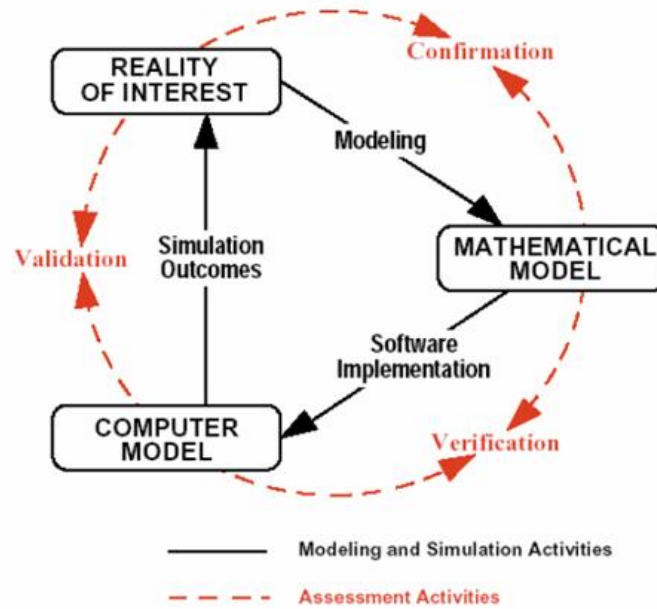 REALITY
OF INTEREST
Confirmation
Modeling
Validation
Simulation
Outcomes
MATHEMATICAL
MODEL
Software
Implementation
COMPUTER
MODEL
Verification
Modeling and Simulation Activities
Assessment Activities